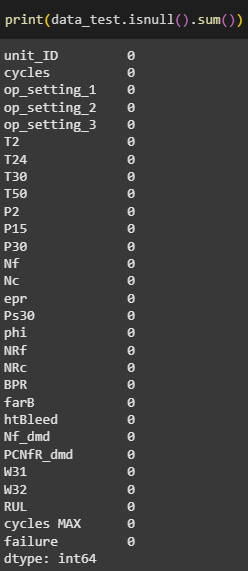 print(data_test.isnull().sum())
unit_ID 0
cycles 0
op_setting_1 0
op_setting_2 0
op_setting_3 0
T2 0
T24 0
T30 0
T50 0
P2 0
P15 0
P30 0
Nf 0
Nc 0
epr 0
Ps30 0
phi 0
NRf 0
NRc 0
BPR 0
farB 0
htBleed 0
Nf_dmd 0
PCNfR_dmd 0
W31 0
W32 0
RUL 0
cycles MAX 0
failure 0
dtype: int64